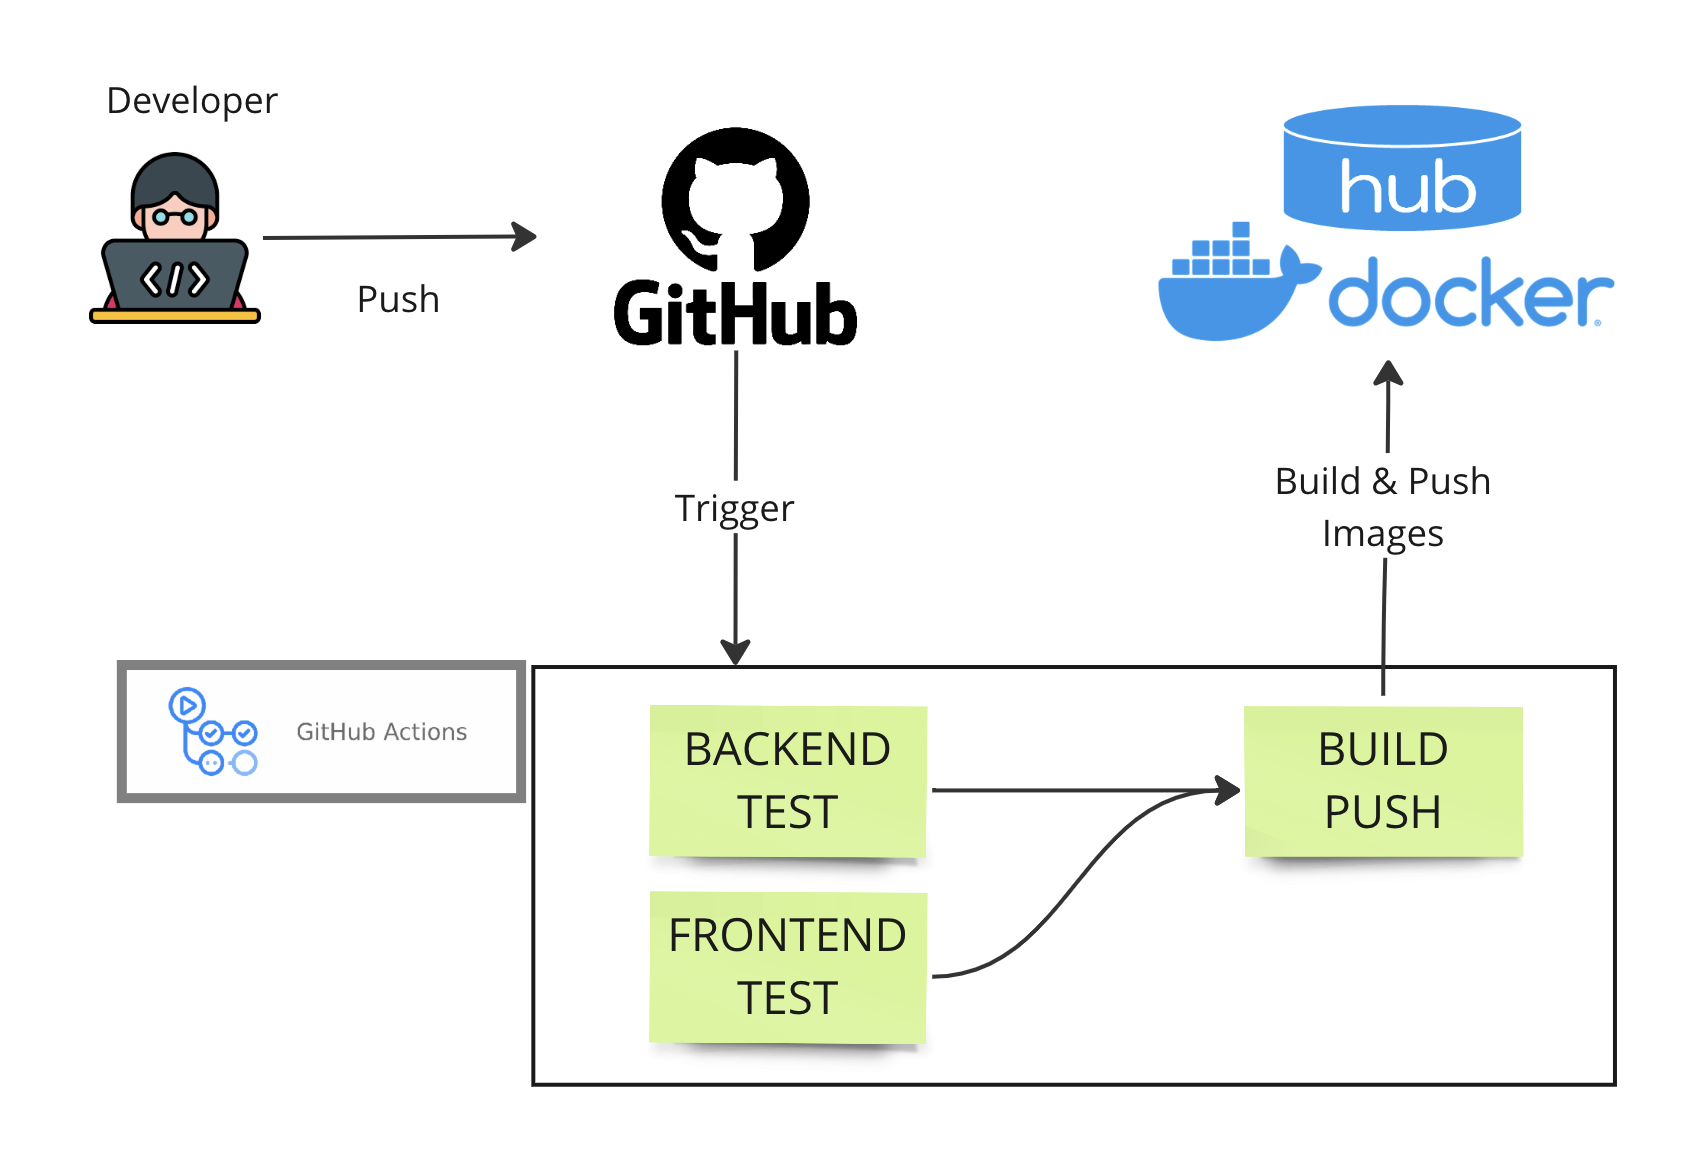 Developer
Push
GitHub
hub
docker
Trigger
Build & Push
Images
GitHub Actions
BACKEND
TEST
BUILD
PUSH
FRONTEND
TEST